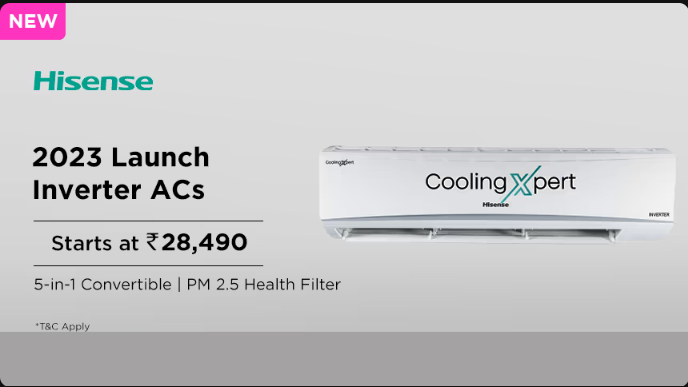 NEW
Hisense
2023 Launch
Inverter ACs
Starts at ₹28,490
5-in-1 Convertible | PM 2.5 Health Filter
*T&C Apply
CoolingXpert
CoolingXpert
Hisense
INVERTER